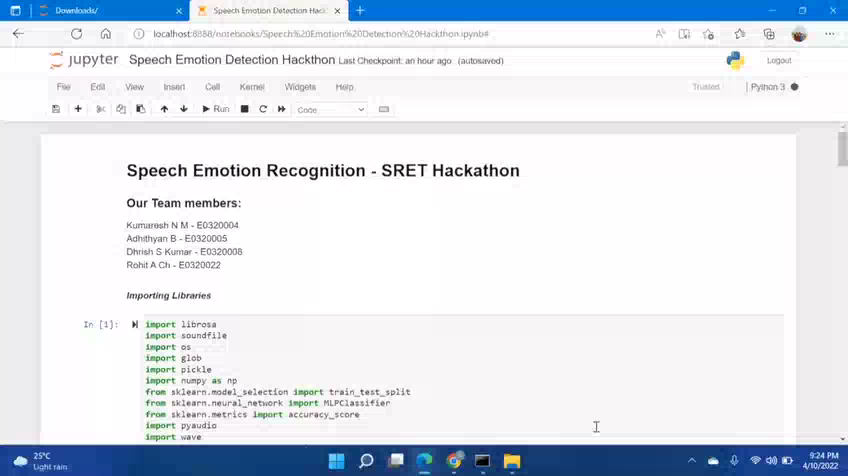 Downloads/
Speech Emotion Detection Hack
localhost:8888/notebooks/Speech%20Emotion%20Detection%20Hackthon.ipynb#
jupyter Speech Emotion Detection Hackthon Last Checkpoint: an hour ago (autosaved)
Logout
File Edit View Insert Cell Kernel Widgets Help
Trusted Python 3
Run Code
Speech Emotion Recognition - SRET Hackathon
Our Team members:
Kumaresh N M - E0320004
Adhithyan B - E0320005
Dhrish S Kumar - E0320008
Rohit A Ch - E0320022
Importing Libraries
In [1]:
import librosa
import soundfile
import os
import glob
import pickle
import numpy as np
from sklearn.model_selection import train_test_split
from sklearn.neural_network import MLPClassifier
from sklearn.metrics import accuracy_score
import pyaudio
import wave
25°C
Light rain
9:24 PM
4/10/2022